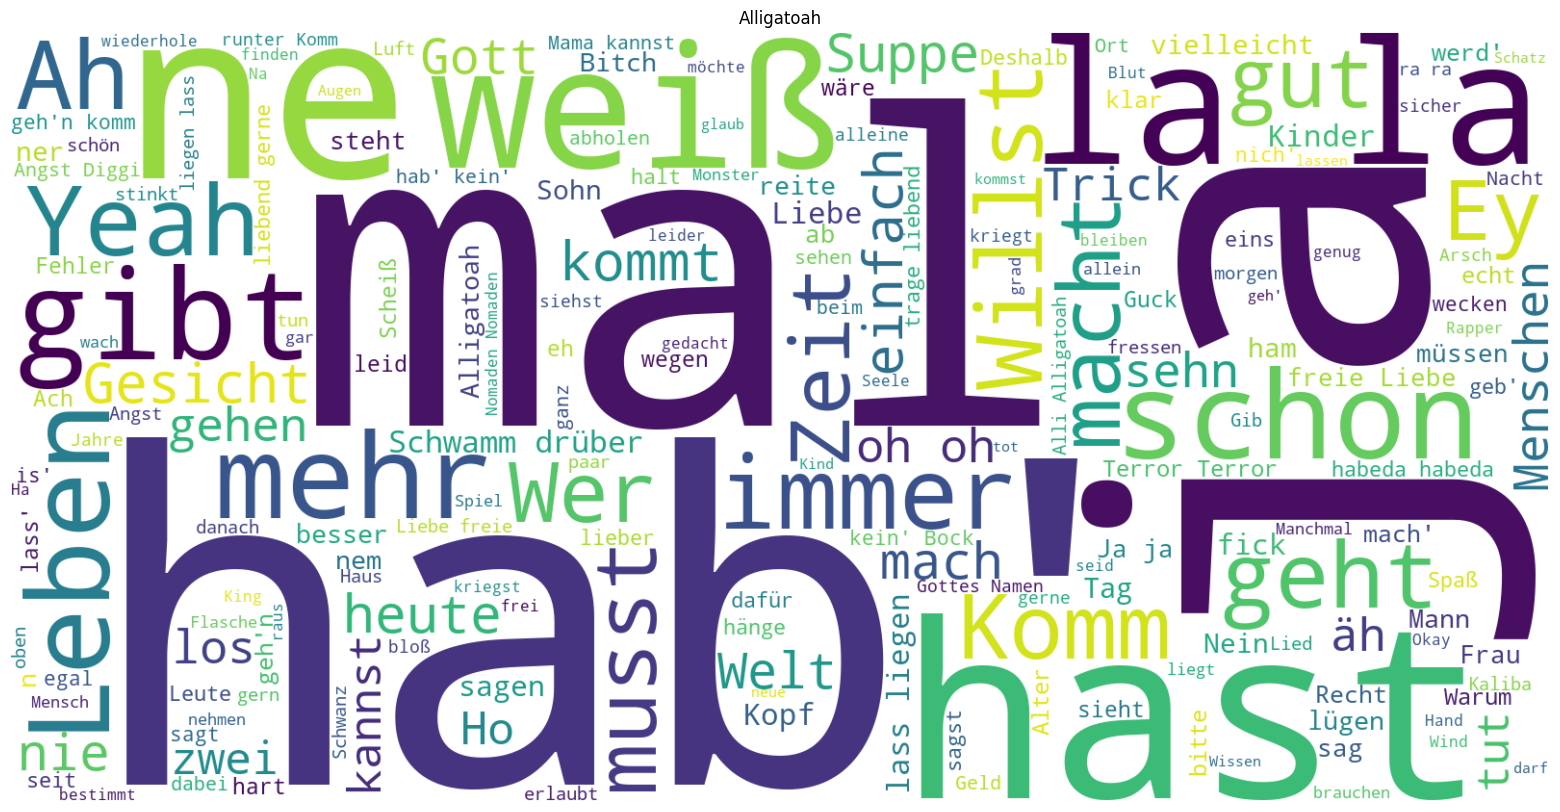 Alligatoah
Ah
wiederhole
ne
runter Komm
finden
Na
Luft
Gott
weiß
Mama kannst
Bitch
möchte
Suppe
wäre
Deshalb
Ort
vielleicht
la la
Blut
klar
gut
werd'
Schatz
ra ra
sicher
geh'n komm
ner
schön
Angst Diggi
liegen lass
liebend gerne
Augen
steht
abholen
glaub
alleine
Willst
Kinder
nich'
lassen
Yeah
stinkt
hab' kein'
Sohn
halt
Monster
reite
Liebe
einfach
trage liebend
kommst
Trick
Nacht
Ey
Fehler
mal
kommt
leider
ab
sehen
kriegt
macht
bleiben
eins
genug
Arsch
echt
gibt
tun
gar
wach
Scheiß
leid
Alligatoah
Nomaden Nomaden
siehst
eh
gedacht
wegen
Zeit
beim
grad
allein
Guck
morgen
geh'
wecken
Rapper
Menschen
Gesicht
Ach
Angst
ganz
Seele
Alli Alligatoah
fressen
ham
müssen
sehn
freie Liebe
geb'
Ja
Leben
Jahre
gehen
Schwamm drüber
oh oh
tot
schon
Gib
is'
Ha
lass'
mehr
Wer
paar
Kind
immer
Terror Terror
habeda habeda
Spiel
danach
besser
Liebe freie
lieber
kein' Bock
Manchmal
mach'
hab'
nem
Haus
musst
mach
Ja ja
seid
fick
geht
Spaß
King
Flasche
raus
geh'n
heute
kriegst
frei
dafür
hänge
Gottes Namen
gerne
Tag
Komm
oben
los
bloß
Welt
hast
Nein
Lied
äh
Mann
Okay
Frau
n
egal
Mensch
Leute
gern
nehmen
kannst
Schwanz
sagen
Ho
neue
Kopf
lass liegen
sagst
Alter
sieht
liegt
Recht
lügen
Warum
Kaliba
Hand
Wind
nie
sagt
zwei
bitte
Wissen
sag
tut
seit
dabei
hart
bestimmt
erlaubt
Geld
brauchen
darf